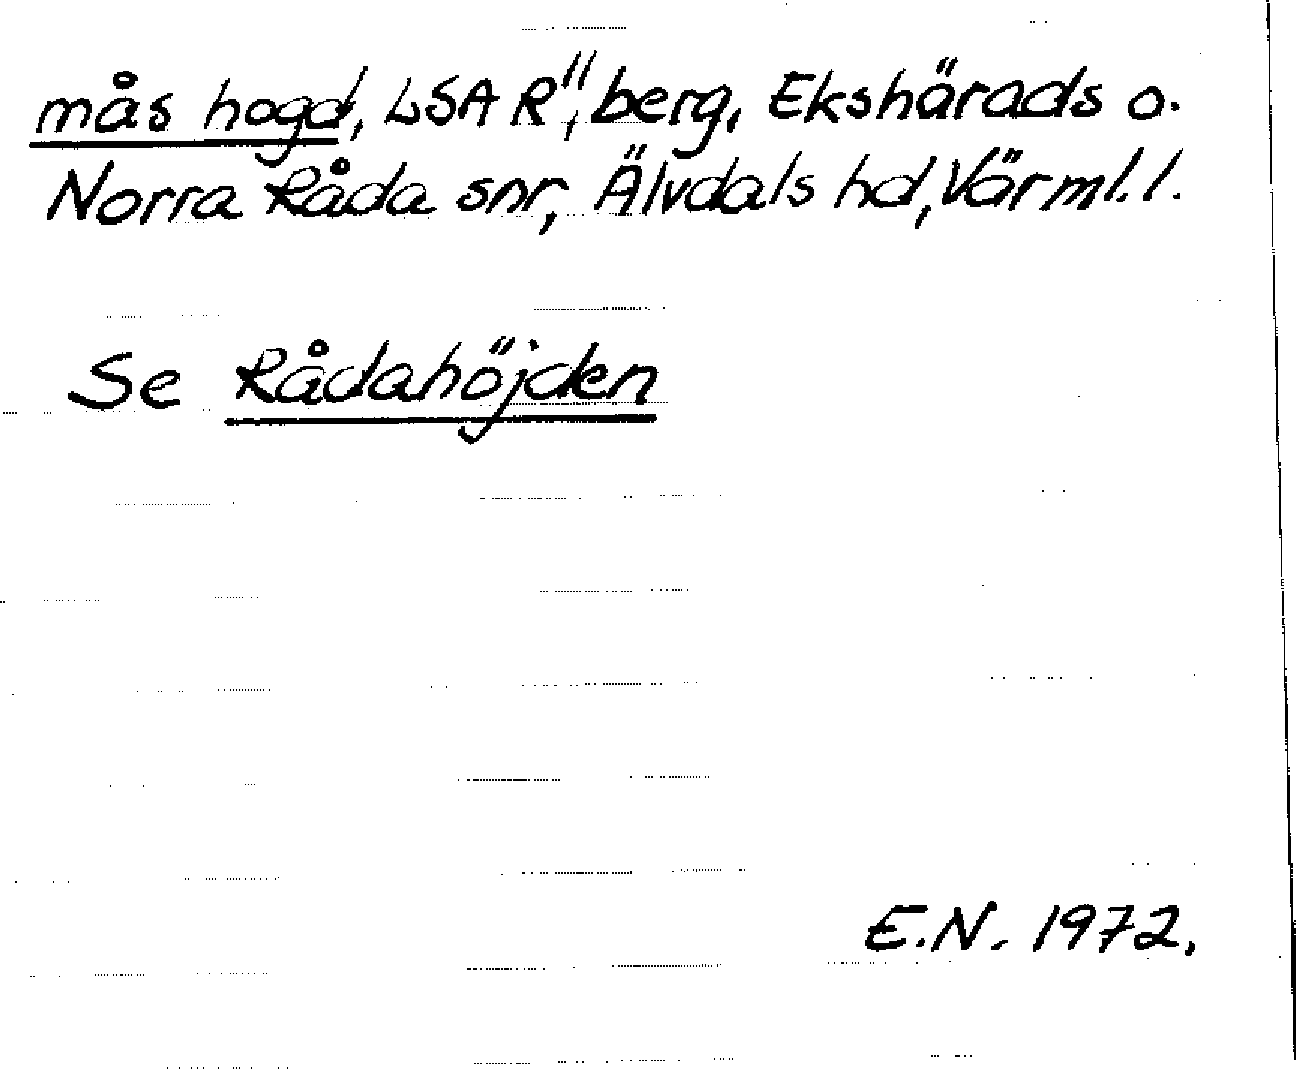 mås hogd, LSA R", berg, Ekshärads o.
Norra Råda snr, Älvdals hd, Värml. l.
Se Rådahöjden
E.N. 1972.